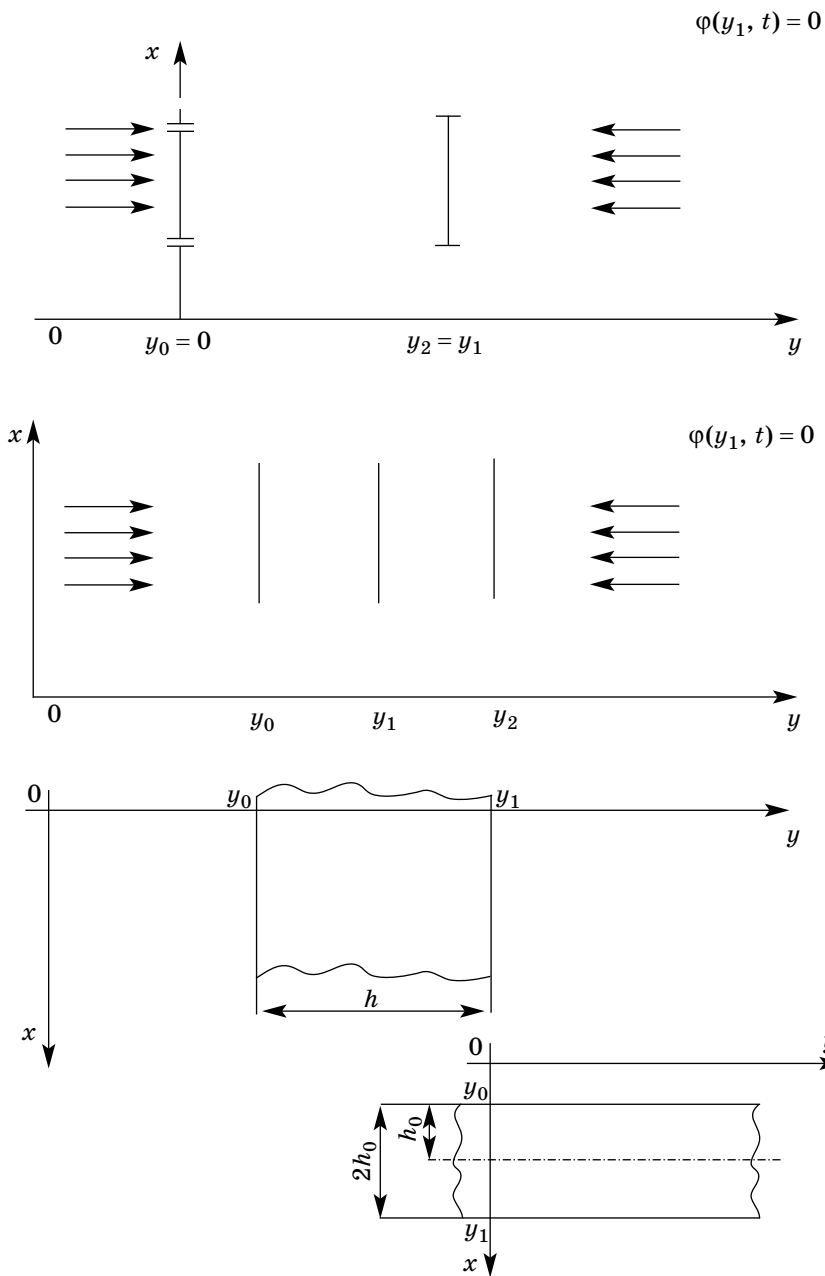 φ(y₁, t) = 0
x
0
y₀ = 0
y₂ = y₁
y
x
φ(y₁, t) = 0
0
y₀
y₁
y₂
y
0
y₀
y₁
y
h
x
0
y₀
h₀
2h₀
y₁
x